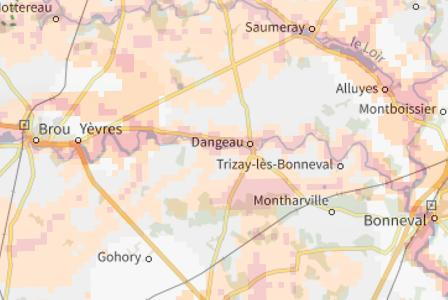 Saumeray
le Loir
Alluyes
Montboissier
Brou
Yèvres
Dangeau
Trizay-lès-Bonneval
Montharville
Bonneval
Gohory